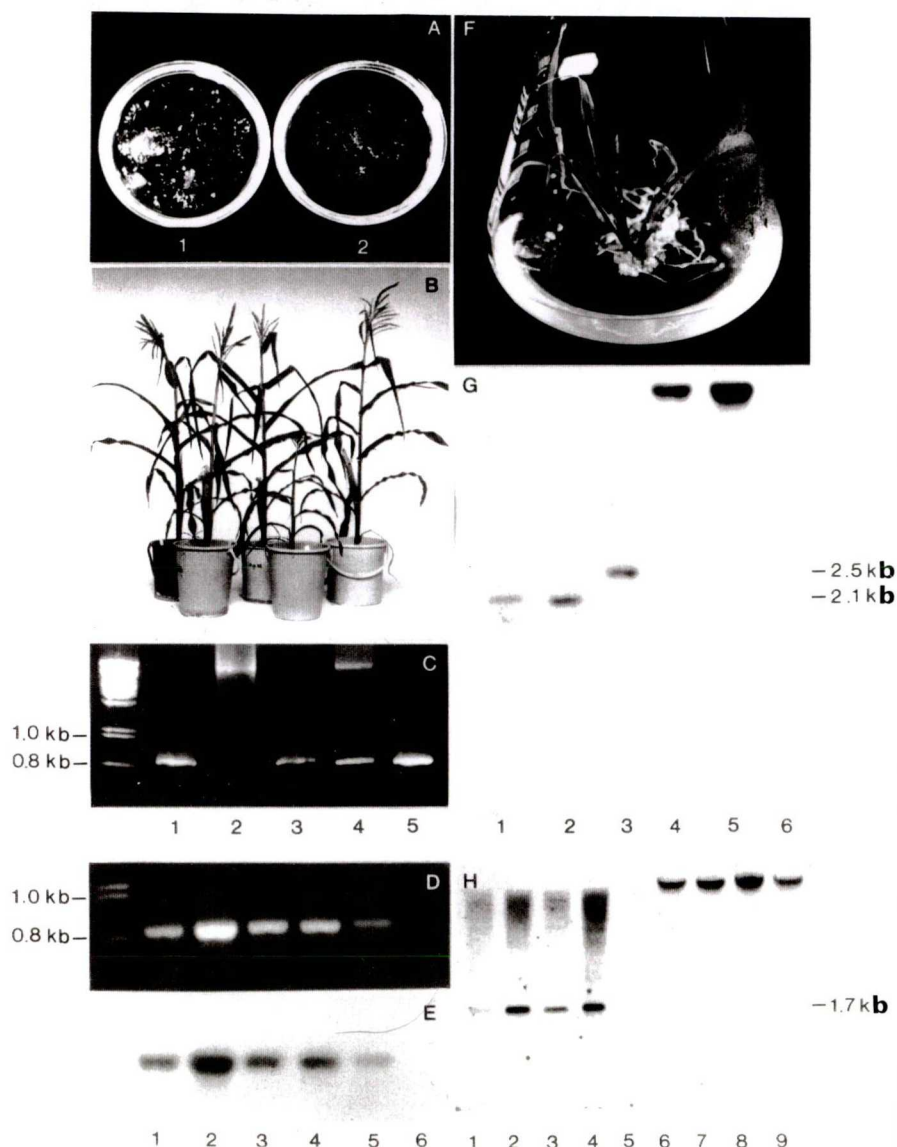 A
1 2
B
C
1.0 kb–
0.8 kb–
1 2 3 4 5
D
1.0 kb–
0.8 kb–
E
1 2 3 4 5 6
F
G
–2.5 kb
–2.1 kb
1 2 3 4 5 6
H
–1.7 kb
1 2 3 4 5 6 7 8 9